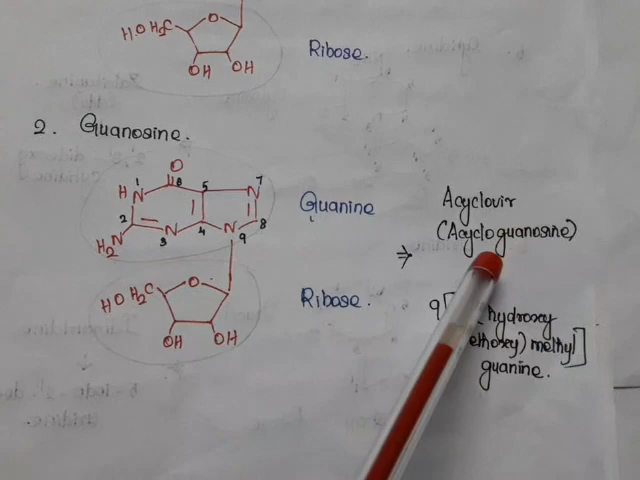 O
HOH₂C
OH OH
Ribose.
2. Guanosine.
O
H 1 6 5 7
N N
2 N 4 N 8
H₂N 3 9
Guanine
Acyclovir
(Acycloguanosine)
⇒
HOH₂C O
OH OH
Ribose.
9[
hydroxy
ethoxy) methyl]
guanine.